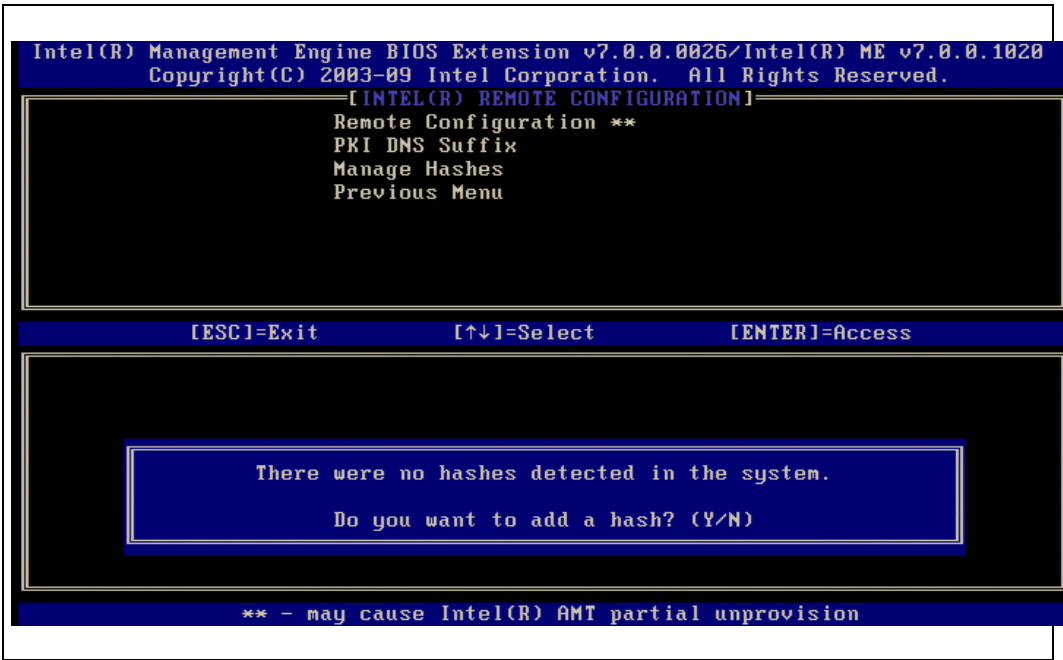 Intel(R) Management Engine BIOS Extension v7.0.0.0026/Intel(R) ME v7.0.0.1020
Copyright(C) 2003-09 Intel Corporation. All Rights Reserved.
[INTEL(R) REMOTE CONFIGURATION]
Remote Configuration **
PKI DNS Suffix
Manage Hashes
Previous Menu
[ESC]=Exit [↑↓]=Select [ENTER]=Access
There were no hashes detected in the system.
Do you want to add a hash? (Y/N)
** - may cause Intel(R) AMT partial unprovision